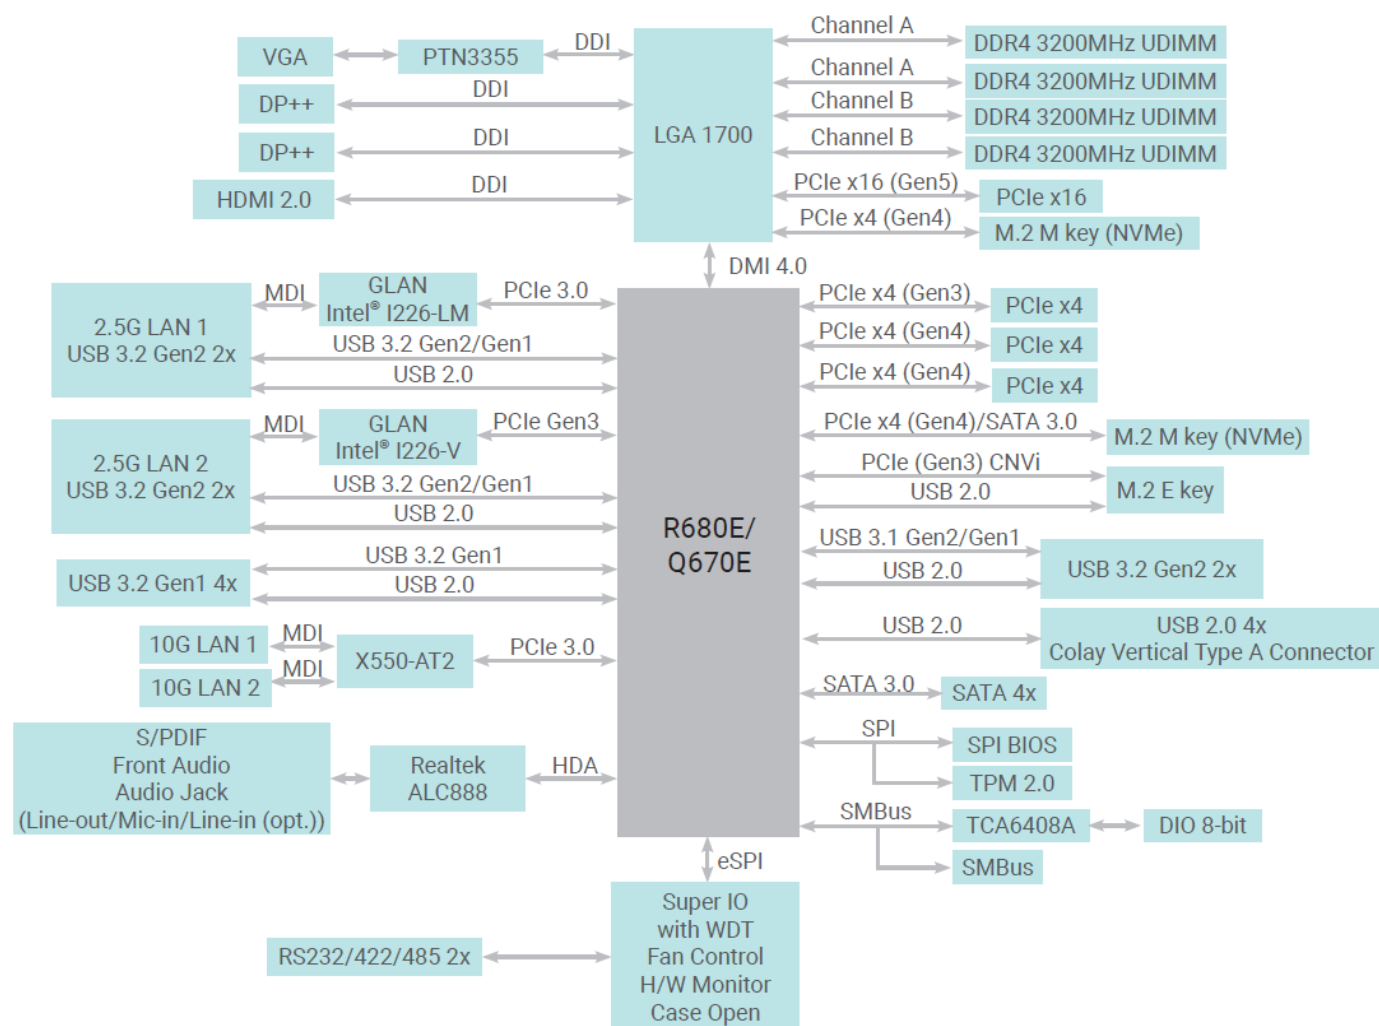 VGA
PTN3355
DDI
DP++
DDI
DP++
DDI
HDMI 2.0
DDI
LGA 1700
Channel A
DDR4 3200MHz UDIMM
Channel A
DDR4 3200MHz UDIMM
Channel B
DDR4 3200MHz UDIMM
Channel B
DDR4 3200MHz UDIMM
PCIe x16 (Gen5)
PCIe x16
PCIe x4 (Gen4)
M.2 M key (NVMe)
DMI 4.0
2.5G LAN 1
USB 3.2 Gen2 2x
MDI
GLAN
Intel® I226-LM
PCIe 3.0
USB 3.2 Gen2/Gen1
USB 2.0
2.5G LAN 2
USB 3.2 Gen2 2x
MDI
GLAN
Intel® I226-V
PCIe Gen3
USB 3.2 Gen2/Gen1
USB 2.0
USB 3.2 Gen1 4x
USB 3.2 Gen1
USB 2.0
10G LAN 1
MDI
10G LAN 2
MDI
X550-AT2
PCIe 3.0
S/PDIF
Front Audio
Audio Jack
(Line-out/Mic-in/Line-in (opt.))
Realtek
ALC888
HDA
R680E/
Q670E
PCIe x4 (Gen3)
PCIe x4
PCIe x4 (Gen4)
PCIe x4
PCIe x4 (Gen4)
PCIe x4
PCIe x4 (Gen4)/SATA 3.0
M.2 M key (NVMe)
PCIe (Gen3) CNVi
USB 2.0
M.2 E key
USB 3.1 Gen2/Gen1
USB 2.0
USB 3.2 Gen2 2x
USB 2.0
USB 2.0 4x
Colay Vertical Type A Connector
SATA 3.0
SATA 4x
SPI
SPI BIOS
TPM 2.0
SMBus
TCA6408A
DIO 8-bit
SMBus
eSPI
Super IO
with WDT
Fan Control
H/W Monitor
Case Open
RS232/422/485 2x